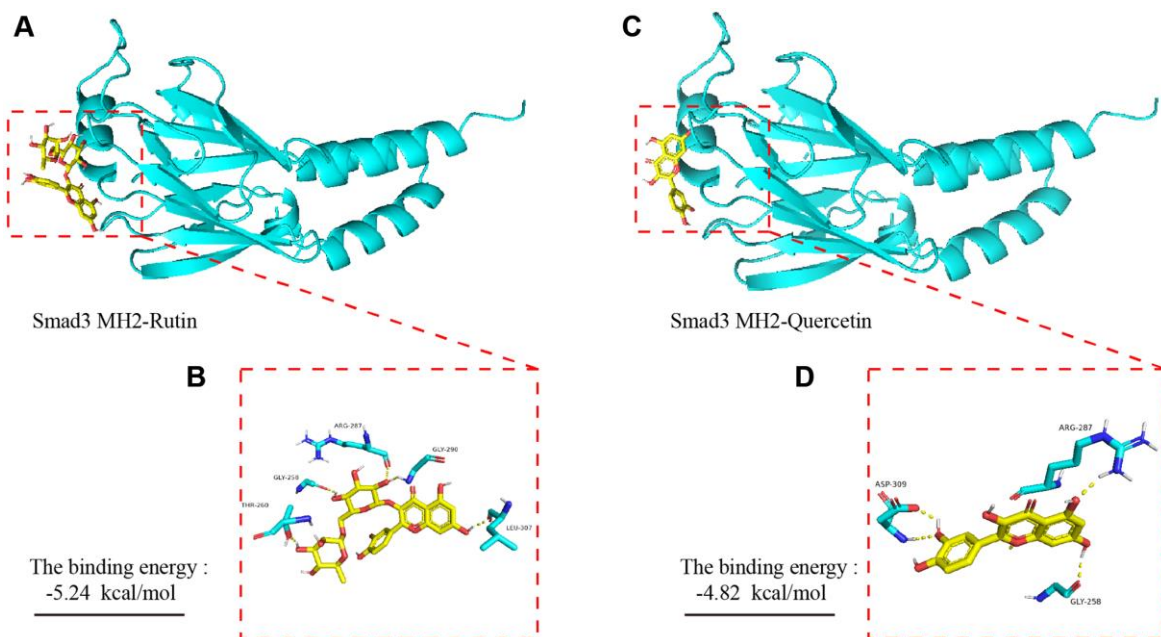 A
C
Smad3 MH2-Rutin
Smad3 MH2-Quercetin
B
ARG-287
GLY-290
GLY-259
THR-260
LEU-307
The binding energy :
-5.24 kcal/mol
D
ARG-287
ASP-309
GLY-258
The binding energy :
-4.82 kcal/mol